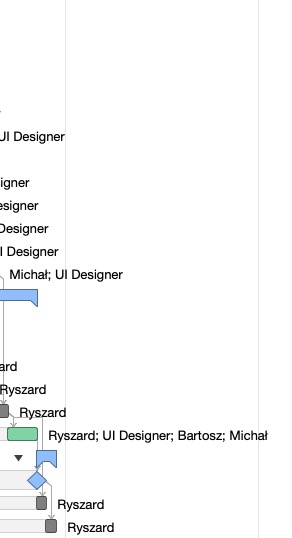 UI Designer
igner
esigner
Designer
I Designer
Michał; UI Designer
ard
Ryszard
Ryszard
Ryszard; UI Designer; Bartosz; Michał
Ryszard
Ryszard